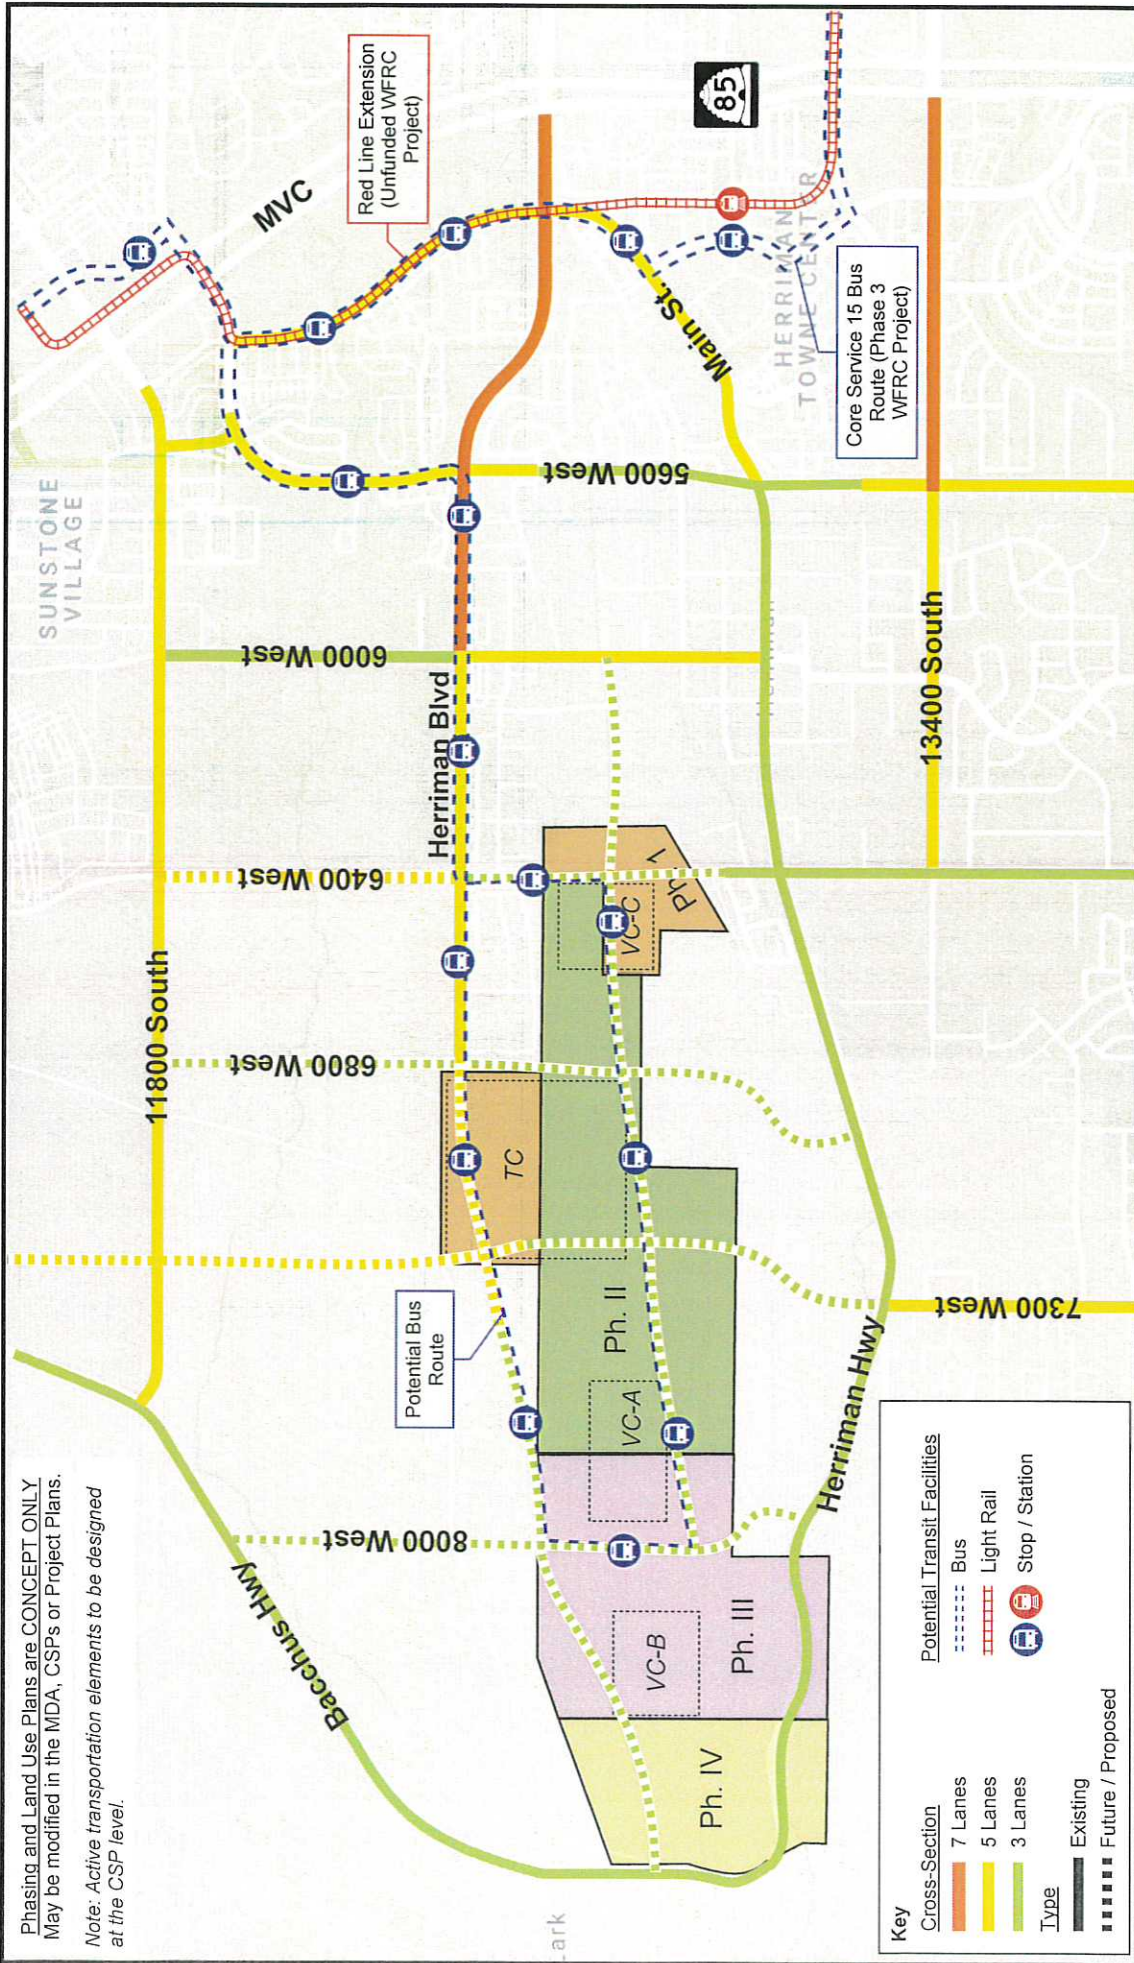 Phasing and Land Use Plans are CONCEPT ONLY
May be modified in the MDA, CSPs or Project Plans.
Note: Active transportation elements to be designed
at the CSP level.
SUNSTONE
VILLAGE
MVC
Red Line Extension
(Unfunded WFRC
Project)
85
HERRIMAN
TOWNE CENTER
Core Service 15 Bus
Route (Phase 3
WFRC Project)
Main St.
5600 West
6000 West
6400 West
6800 West
7300 West
8000 West
11800 South
13400 South
Herriman Blvd
Herriman Hwy
Herriman
Bacchus Hwy
Potential Bus
Route
TC
VC-C
Ph. 1
Ph. II
VC-A
VC-B
Ph. III
Ph. IV
Lark
Key
Cross-Section
7 Lanes
5 Lanes
3 Lanes
Type
Existing
Future / Proposed
Potential Transit Facilities
Bus
Light Rail
Stop / Station